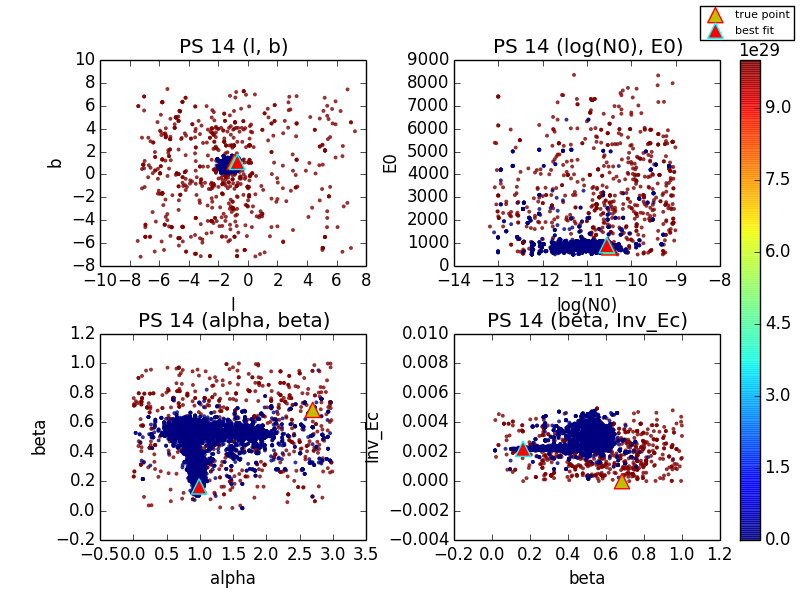 true point
best fit
PS 14 (l, b)
PS 14 (log(N0), E0)
1e29
10
8
6
4
2
0
−2
−4
−6
−8
b
−10 −8 −6 −4 −2 0 2 4 6 8
l
9000
8000
7000
6000
5000
4000
3000
2000
1000
0
E0
−14 −13 −12 −11 −10 −9 −8
log(N0)
PS 14 (alpha, beta)
PS 14 (beta, Inv_Ec)
1.2
1.0
0.8
0.6
0.4
0.2
0.0
−0.2
beta
−0.5 0.0 0.5 1.0 1.5 2.0 2.5 3.0 3.5
alpha
0.010
0.008
0.006
0.004
0.002
0.000
−0.002
−0.004
Inv_Ec
−0.2 0.0 0.2 0.4 0.6 0.8 1.0 1.2
beta
9.0
7.5
6.0
4.5
3.0
1.5
0.0